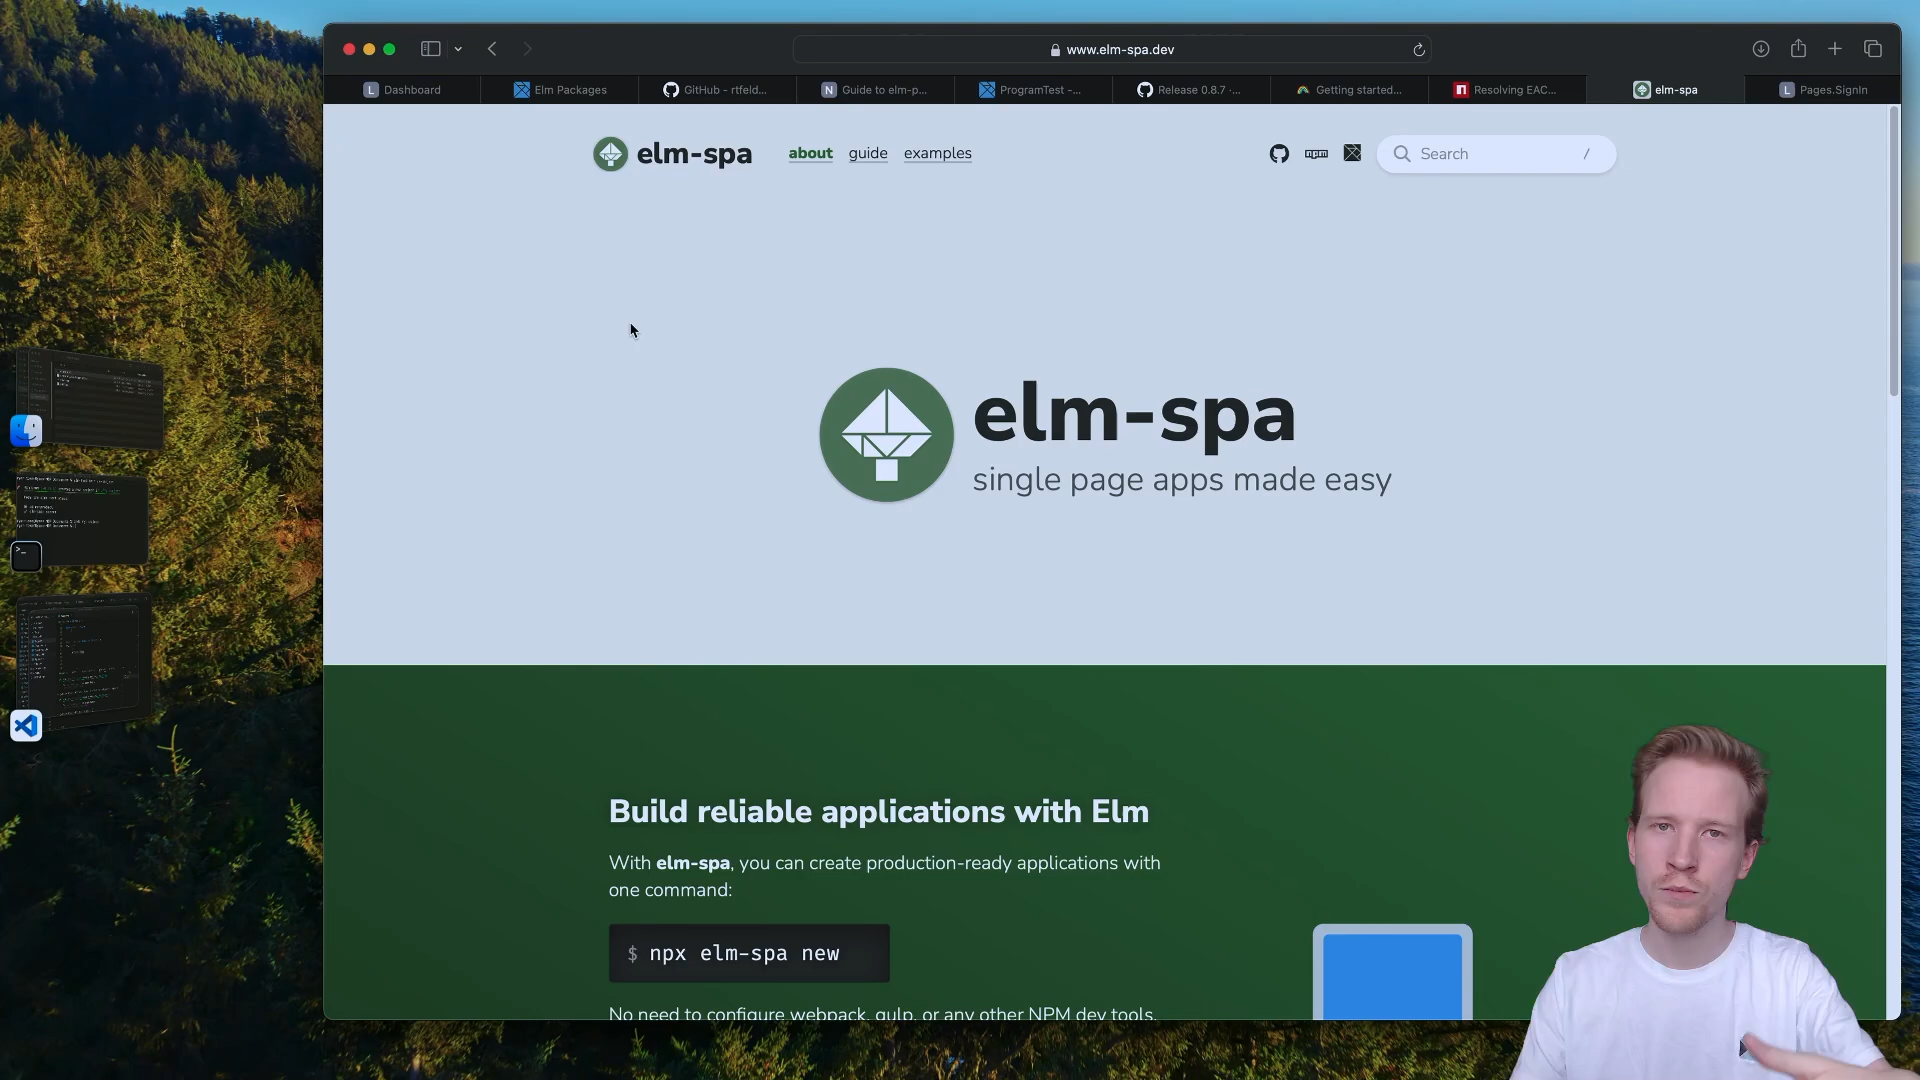 www.elm-spa.dev
L Dashboard
Elm Packages
GitHub - rtfeld...
N Guide to elm-p...
ProgramTest -...
Release 0.8.7 ·...
Getting started...
Resolving EAC...
elm-spa
L Pages.SignIn
elm-spa
about
guide
examples
npm
Search
/
elm-spa
single page apps made easy
Build reliable applications with Elm
With elm-spa, you can create production-ready applications with
one command:
$ npx elm-spa new
No need to configure webpack, gulp, or any other NPM dev tools.